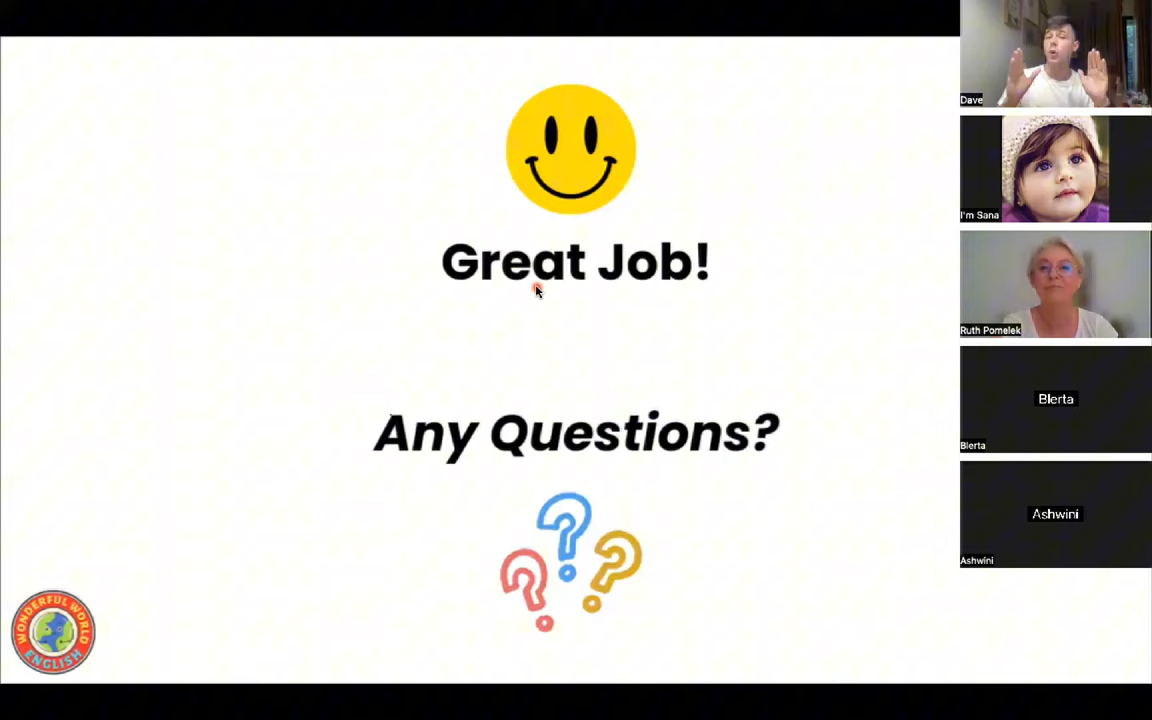 Great Job!
Any Questions?
WONDERFUL WORLD
ENGLISH
Dave
I'm Sana
Ruth Pomelek
Blerta
Blerta
Ashwini
Ashwini